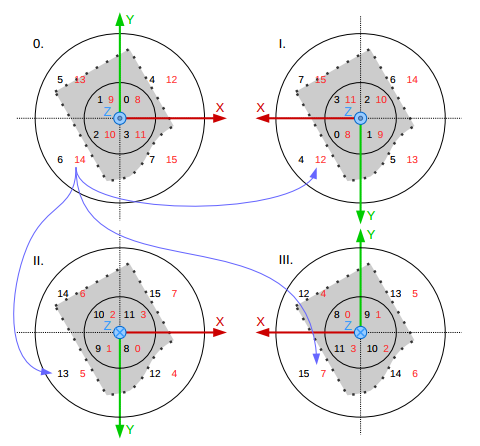 0.
Y
5 13 4 12
1 9 0 8
Z X
2 10 3 11
6 14 7 15
I.
7 15 6 14
3 11 2 10
X Z
0 8 1 9
4 12 5 13
Y
II.
14 6 15 7
10 2 11 3
Z X
9 1 8 0
13 5 12 4
Y
III.
Y
12 4 13 5
8 0 9 1
X Z
11 3 10 2
15 7 14 6